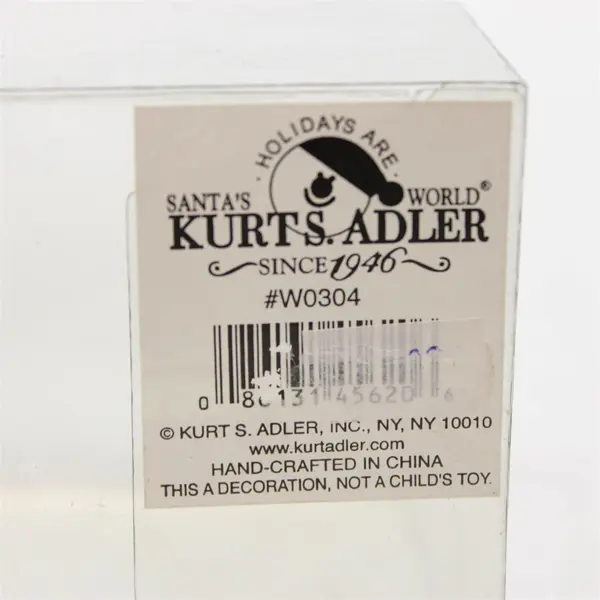 · HOLIDAYS ARE ·
SANTA'S WORLD®
KURT S. ADLER
SINCE 1946
#W0304
0 86131 45620 6
© KURT S. ADLER, INC., NY, NY 10010
www.kurtadler.com
HAND-CRAFTED IN CHINA
THIS A DECORATION, NOT A CHILD'S TOY.